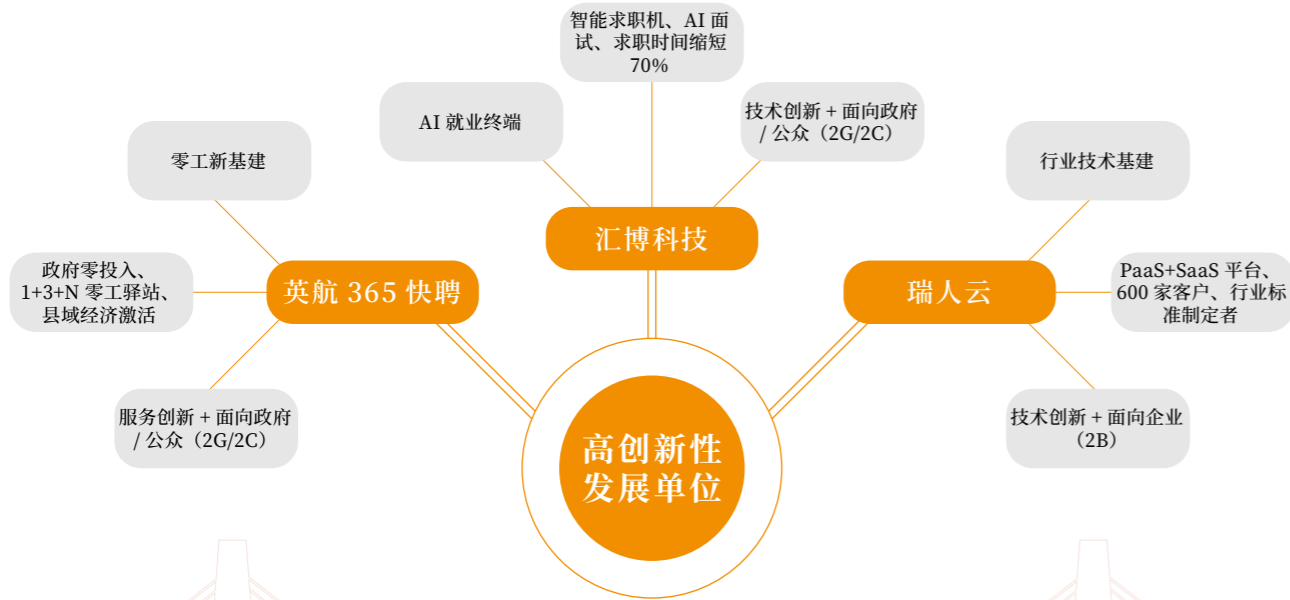 智能求职机、AI 面
试、求职时间缩短
70%
AI 就业终端
技术创新 + 面向政府
/ 公众（2G/2C）
零工新基建
行业技术基建
汇博科技
政府零投入、
1+3+N 零工驿站、
县域经济激活
英航 365 快聘
瑞人云
PaaS+SaaS 平台、
600 家客户、行业标
准制定者
服务创新 + 面向政府
/ 公众（2G/2C）
技术创新 + 面向企业
（2B）
高创新性
发展单位